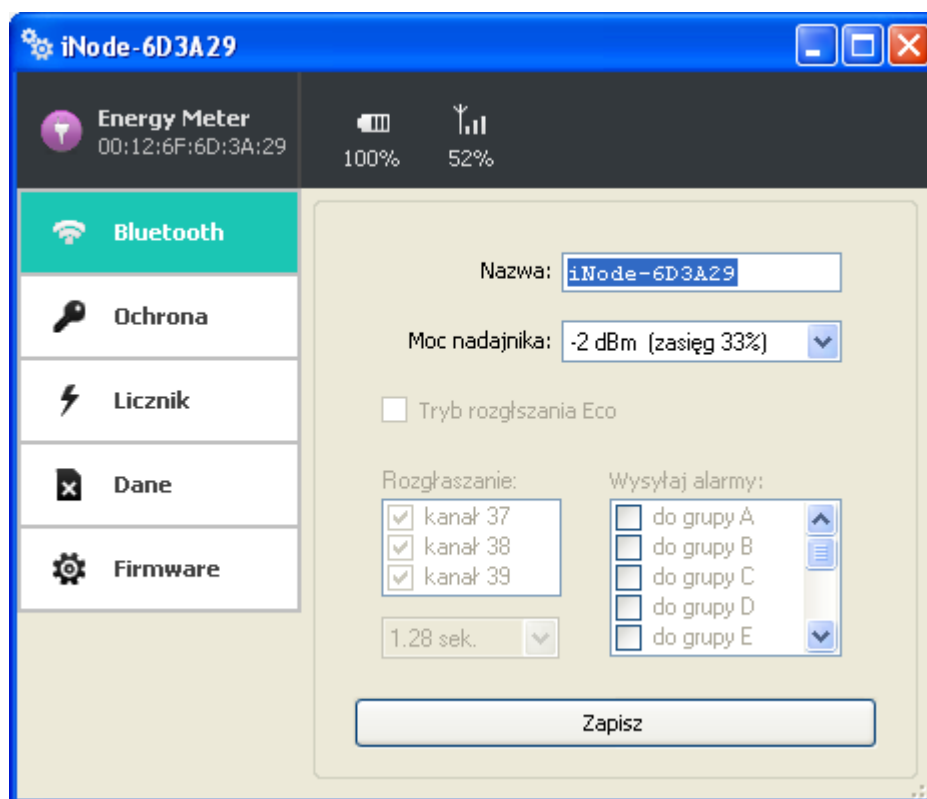 iNode-6D3A29
Energy Meter
00:12:6F:6D:3A:29
100%
52%
Bluetooth
Ochrona
Licznik
Dane
Firmware
Nazwa: iNode-6D3A29
Moc nadajnika: -2 dBm (zasięg 33%)
Tryb rozgłszania Eco
Rozgłaszanie:
kanał 37
kanał 38
kanał 39
1.28 sek.
Wysyłaj alarmy:
do grupy A
do grupy B
do grupy C
do grupy D
do grupy E
Zapisz